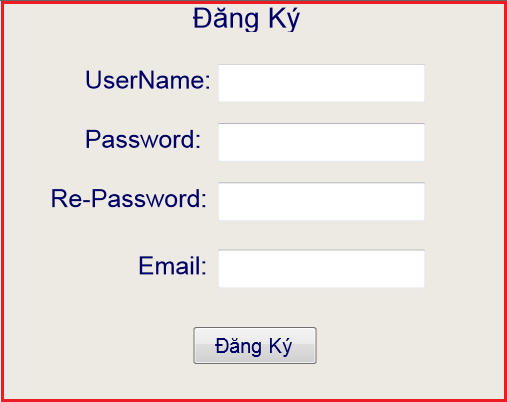 Đăng Ký
UserName:
Password:
Re-Password:
Email:
Đăng Ký